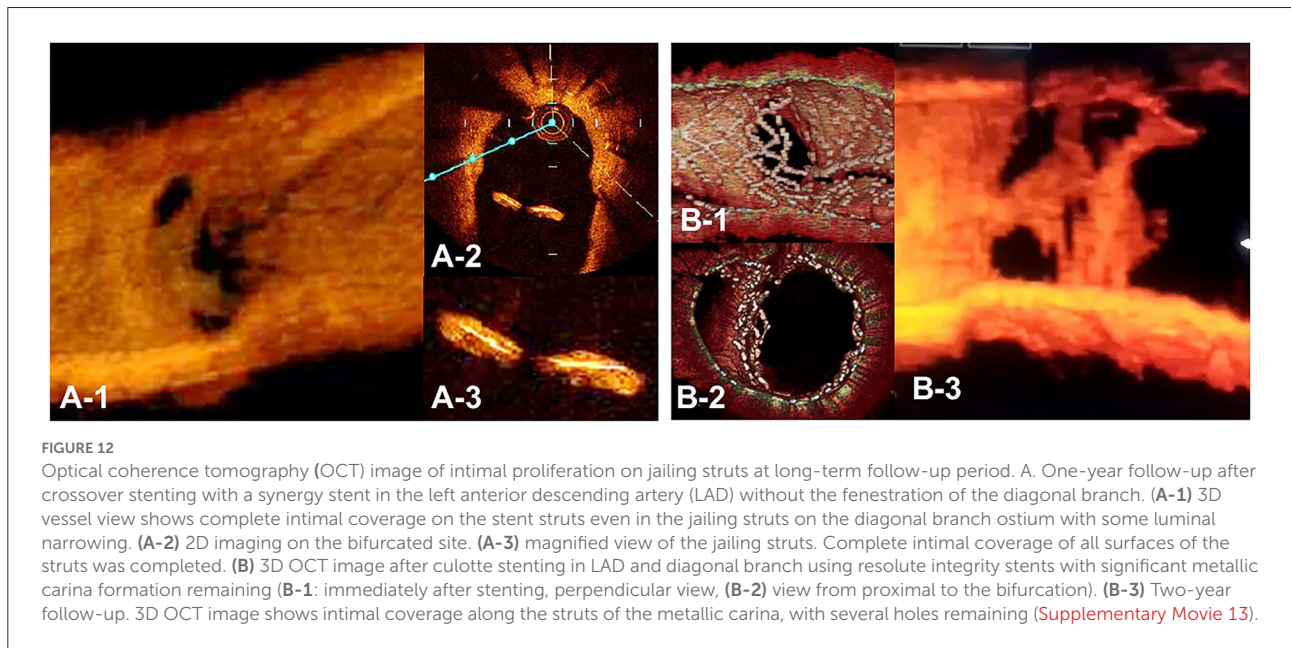 A-1
A-2
A-3
B-1
B-2
B-3
FIGURE 12
Optical coherence tomography (OCT) image of intimal proliferation on jailing struts at long-term follow-up period. A. One-year follow-up after
crossover stenting with a synergy stent in the left anterior descending artery (LAD) without the fenestration of the diagonal branch. (A-1) 3D
vessel view shows complete intimal coverage on the stent struts even in the jailing struts on the diagonal branch ostium with some luminal
narrowing. (A-2) 2D imaging on the bifurcated site. (A-3) magnified view of the jailing struts. Complete intimal coverage of all surfaces of the
struts was completed. (B) 3D OCT image after culotte stenting in LAD and diagonal branch using resolute integrity stents with significant metallic
carina formation remaining (B-1: immediately after stenting, perpendicular view, (B-2) view from proximal to the bifurcation). (B-3) Two-year
follow-up. 3D OCT image shows intimal coverage along the struts of the metallic carina, with several holes remaining (Supplementary Movie 13).